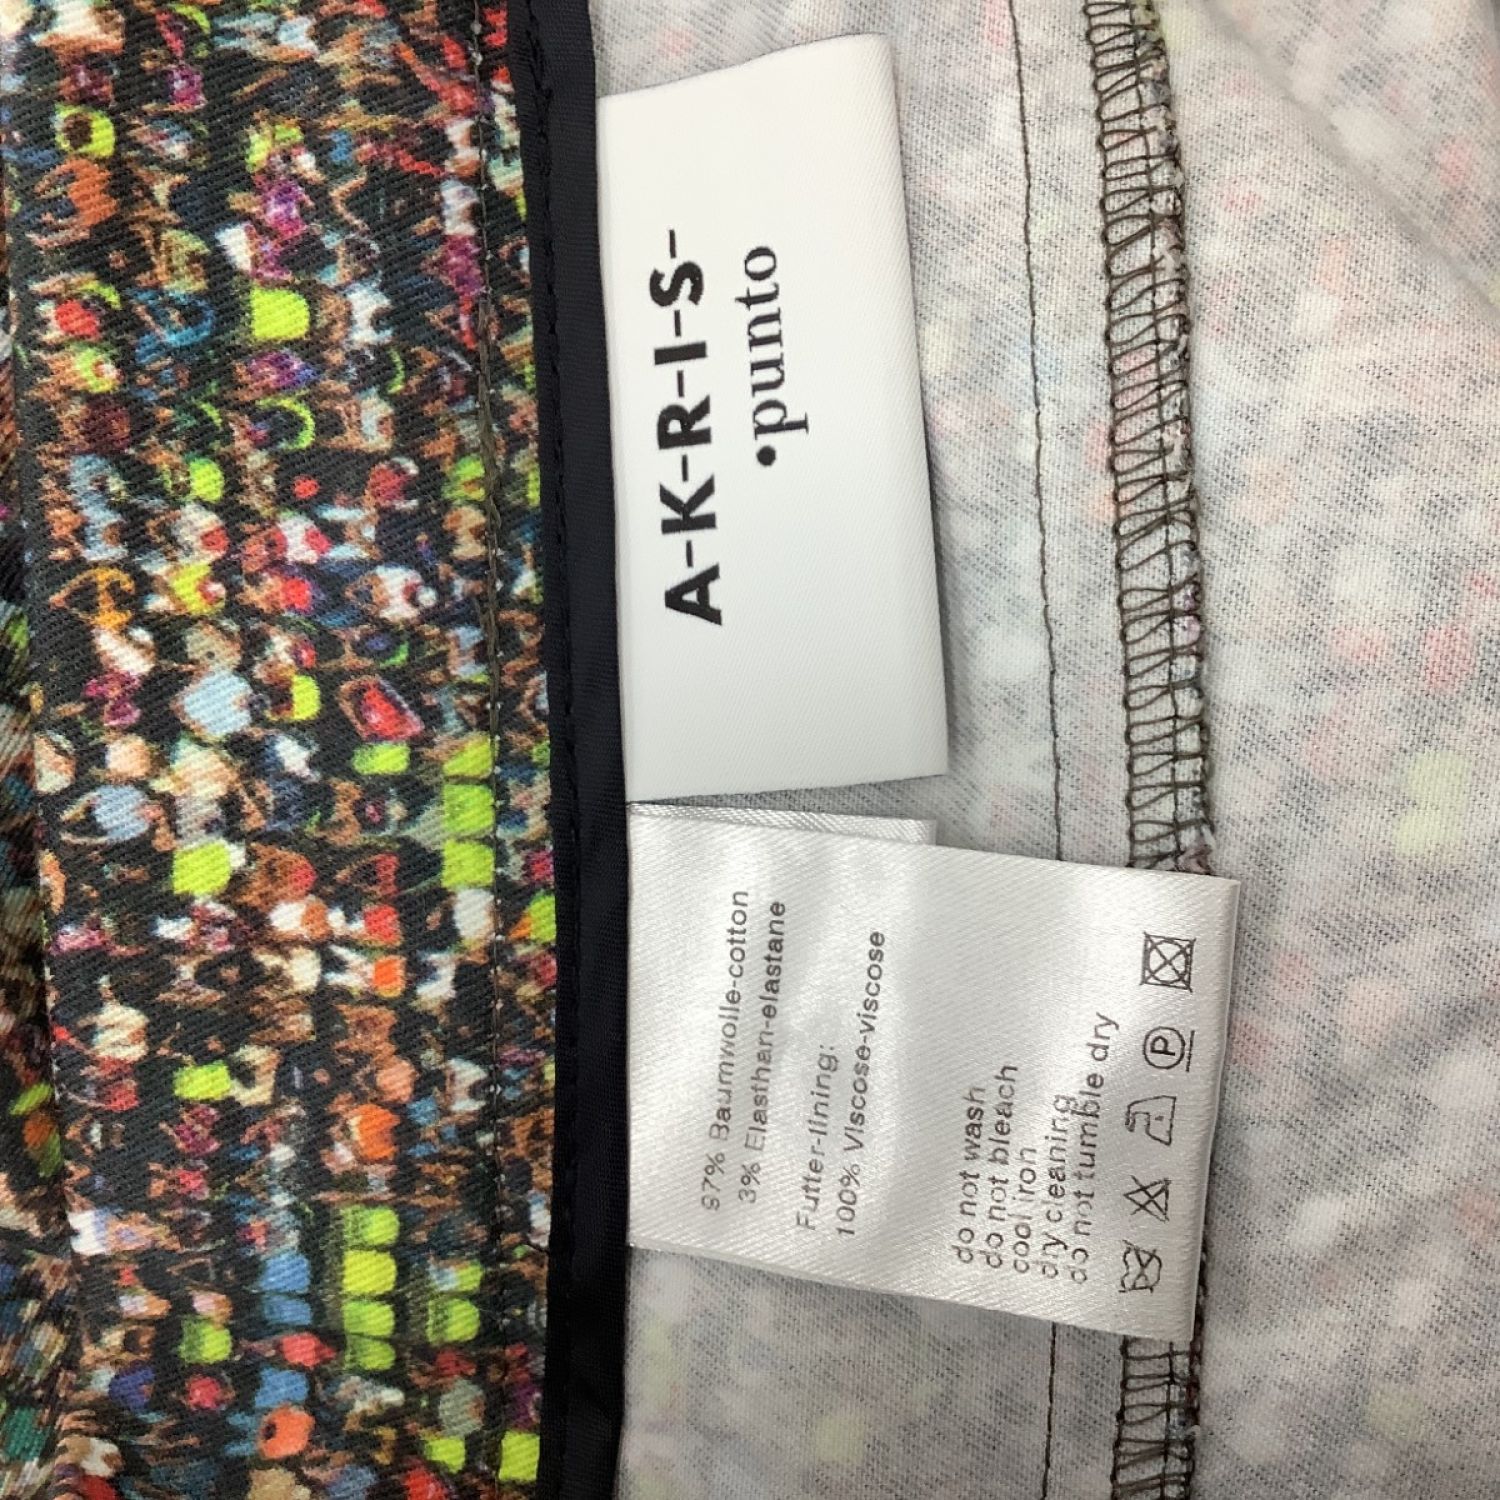 A-K-R-I-S-
•punto
97% Baumwolle-cotton
3% Elasthan-elastane
Futter-lining:
100% Viscose-viscose
do not wash
do not bleach
cool iron
dry cleaning
do not tumble dry
P